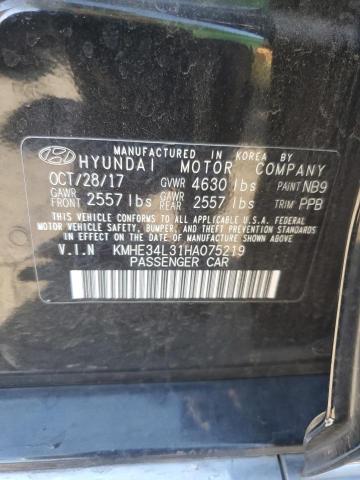 MANUFACTURED IN KOREA BY
HYUNDAI MOTOR COMPANY
OCT/28/17 GVWR 4630 lbs PAINT NB9
GAWR FRONT 2557 lbs GAWR REAR 2557 lbs TRIM PPB
THIS VEHICLE CONFORMS TO ALL APPLICABLE U.S.A. FEDERAL
MOTOR VEHICLE SAFETY, BUMPER, AND THEFT PREVENTION
STANDARDS IN EFFECT ON THE DATE OF MANUFACTURE SHOWN ABOVE.
V.I.N KMHE34L31HA075219
PASSENGER CAR